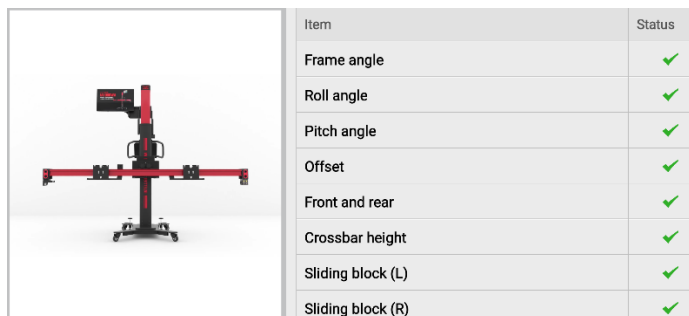 Item Status
Frame angle
Roll angle
Pitch angle
Offset
Front and rear
Crossbar height
Sliding block (L)
Sliding block (R)